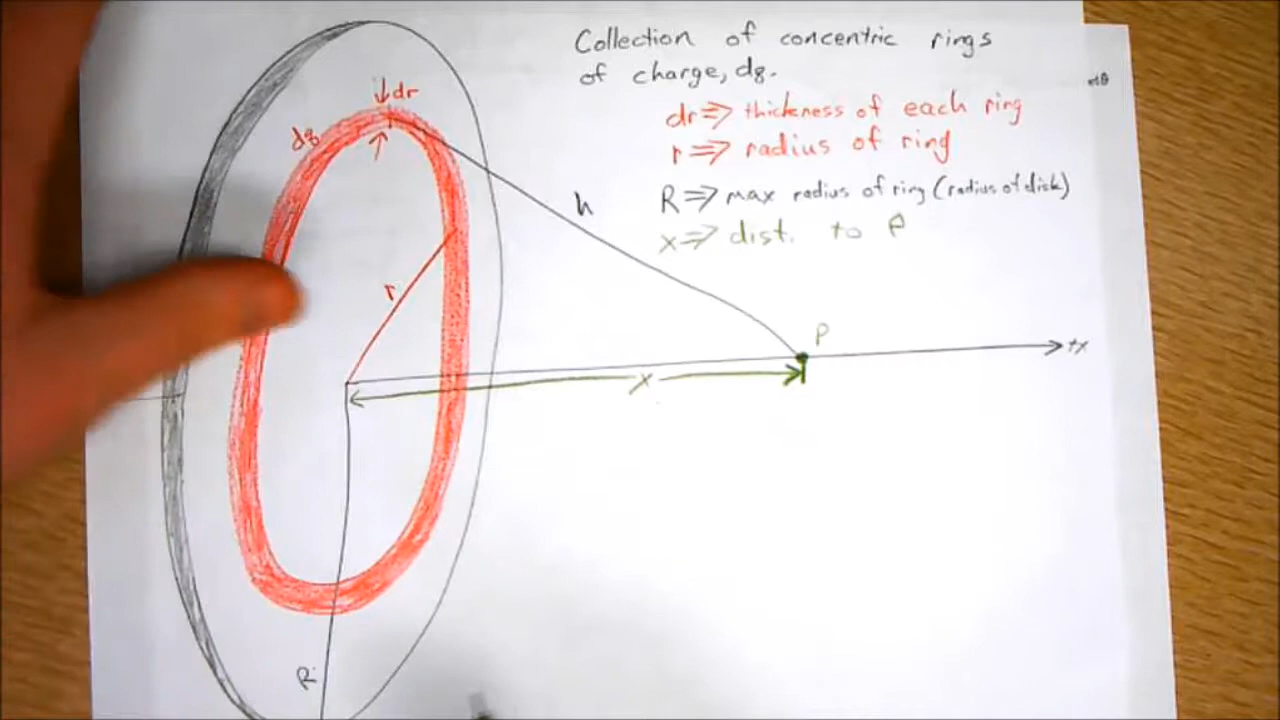 Collection of concentric rings
of charge, dq.
dr => thickness of each ring
r => radius of ring
R => max radius of ring (radius of disk)
x => dist. to P
dr
dq
h
r
P
+x
x
R